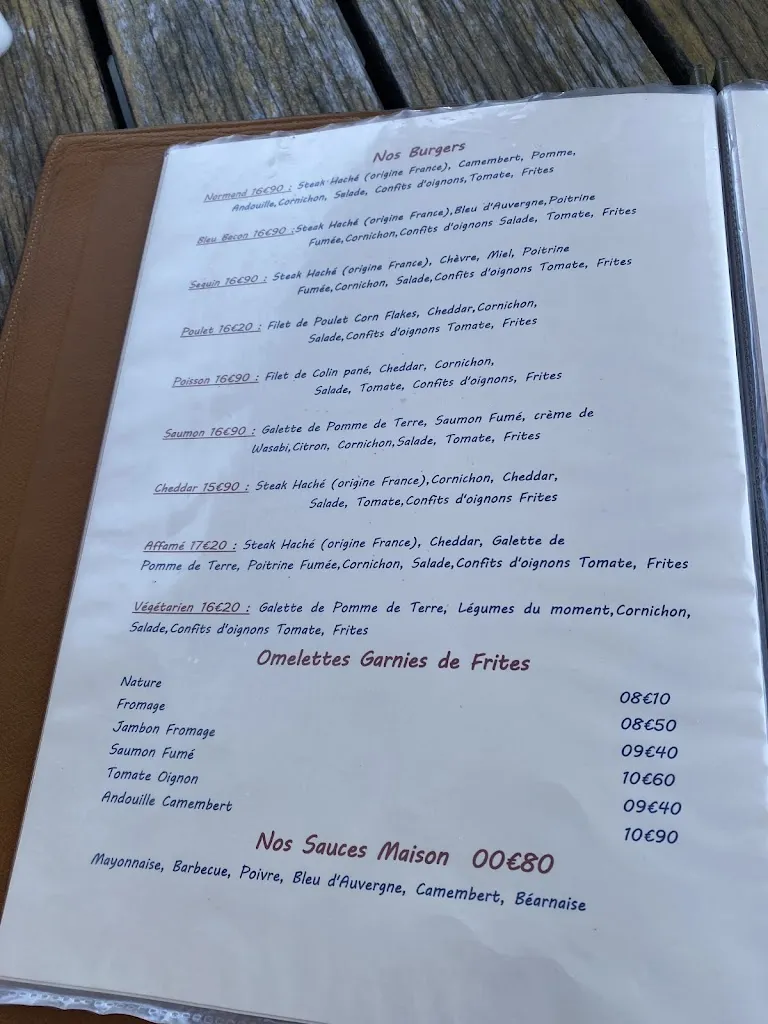 Nos Burgers
Normand 16€90 : Steak Haché (origine France), Camembert, Pomme,
Andouille,Cornichon, Salade, Confits d'oignons,Tomate, Frites
Bleu Becon 16€90 :Steak Haché (origine France),Bleu d'Auvergne,Poitrine
Fumée,Cornichon,Confits d'oignons Salade, Tomate, Frites
Seguin 16€90 : Steak Haché (origine France), Chèvre, Miel, Poitrine
Fumée,Cornichon, Salade,Confits d'oignons Tomate, Frites
Poulet 16€20 : Filet de Poulet Corn Flakes, Cheddar,Cornichon,
Salade,Confits d'oignons Tomate, Frites
Poisson 16€90 : Filet de Colin pané, Cheddar, Cornichon,
Salade, Tomate, Confits d'oignons, Frites
Saumon 16€90 : Galette de Pomme de Terre, Saumon Fumé, crème de
Wasabi,Citron, Cornichon,Salade, Tomate, Frites
Cheddar 15€90 : Steak Haché (origine France),Cornichon, Cheddar,
Salade, Tomate,Confits d'oignons Frites
Affamé 17€20 : Steak Haché (origine France), Cheddar, Galette de
Pomme de Terre, Poitrine Fumée,Cornichon, Salade,Confits d'oignons Tomate, Frites
Végétarien 16€20 : Galette de Pomme de Terre, Légumes du moment,Cornichon,
Salade,Confits d'oignons Tomate, Frites
Omelettes Garnies de Frites
Nature 08€10
Fromage 08€50
Jambon Fromage 09€40
Saumon Fumé 10€60
Tomate Oignon 09€40
Andouille Camembert 10€90
Nos Sauces Maison 00€80
Mayonnaise, Barbecue, Poivre, Bleu d'Auvergne, Camembert, Béarnaise